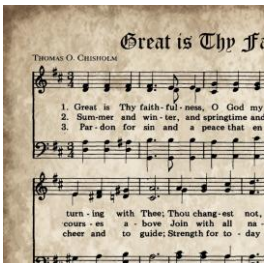 Great is Thy Fa
THOMAS O. CHISHOLM
1. Great is Thy faith-ful-ness, O God my
2. Sum-mer and win-ter, and springtime and
3. Par-don for sin and a peace that en
turn-ing with Thee; Thou chang-est not,
cours-es a-bove Join with all na-
cheer and to guide; Strength for to-day